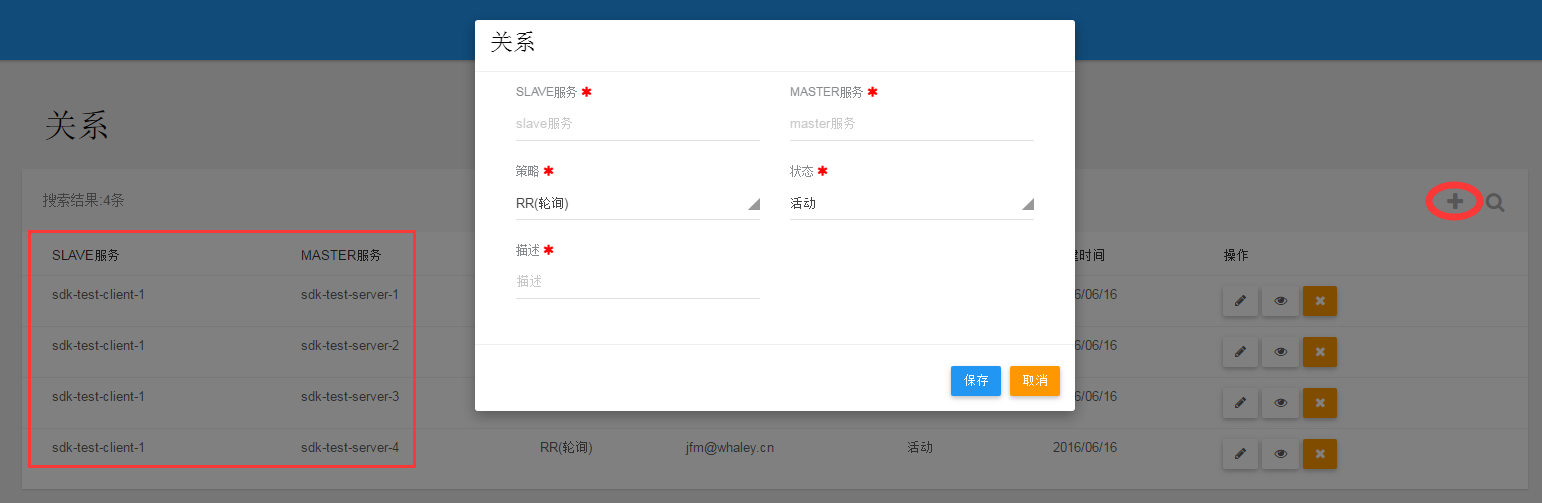 关系
SLAVE服务 ✱ MASTER服务 ✱
slave服务 master服务
策略 ✱ 状态 ✱
RR(轮询) 活动
描述 ✱
描述
保存 取消
关系
搜索结果:4条
SLAVE服务 MASTER服务 时间 操作
sdk-test-client-1 sdk-test-server-1 6/06/16
sdk-test-client-1 sdk-test-server-2 6/06/16
sdk-test-client-1 sdk-test-server-3 6/06/16
sdk-test-client-1 sdk-test-server-4 RR(轮询) jfm@whaley.cn 活动 2016/06/16